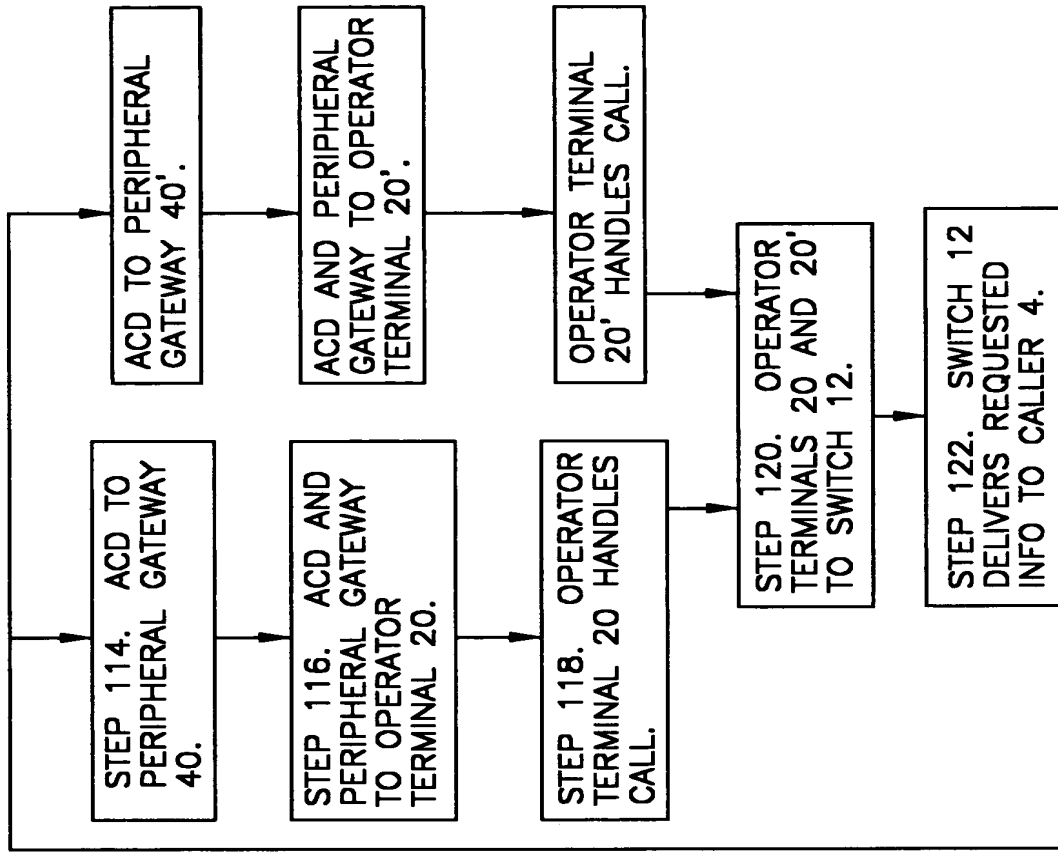 STEP 114. ACD TO
PERIPHERAL GATEWAY
40.
ACD TO PERIPHERAL
GATEWAY 40'.
STEP 116. ACD AND
PERIPHERAL GATEWAY
TO OPERATOR
TERMINAL 20.
ACD AND PERIPHERAL
GATEWAY TO OPERATOR
TERMINAL 20'.
STEP 118. OPERATOR
TERMINAL 20 HANDLES
CALL.
OPERATOR TERMINAL
20' HANDLES CALL.
STEP 120. OPERATOR
TERMINALS 20 AND 20'
TO SWITCH 12.
STEP 122. SWITCH 12
DELIVERS REQUESTED
INFO TO CALLER 4.